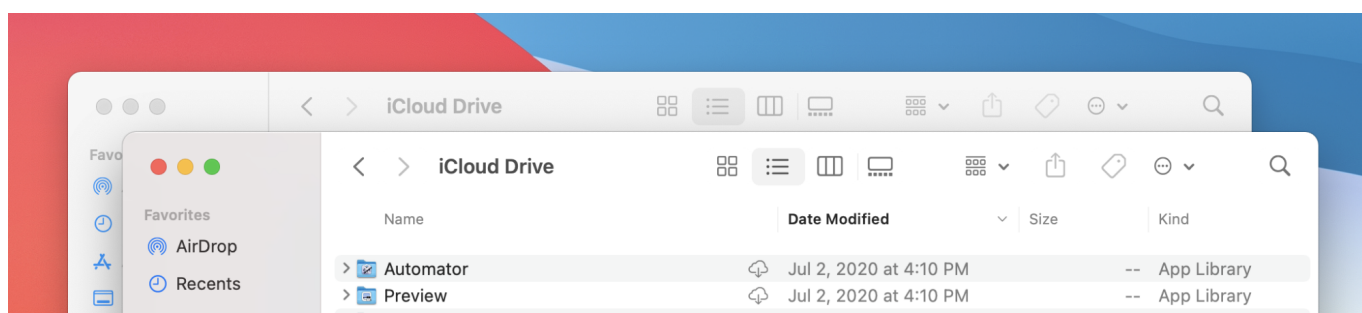 iCloud Drive
Favo
iCloud Drive
Favorites
Name Date Modified Size Kind
AirDrop
Automator Jul 2, 2020 at 4:10 PM -- App Library
Recents
Preview Jul 2, 2020 at 4:10 PM -- App Library